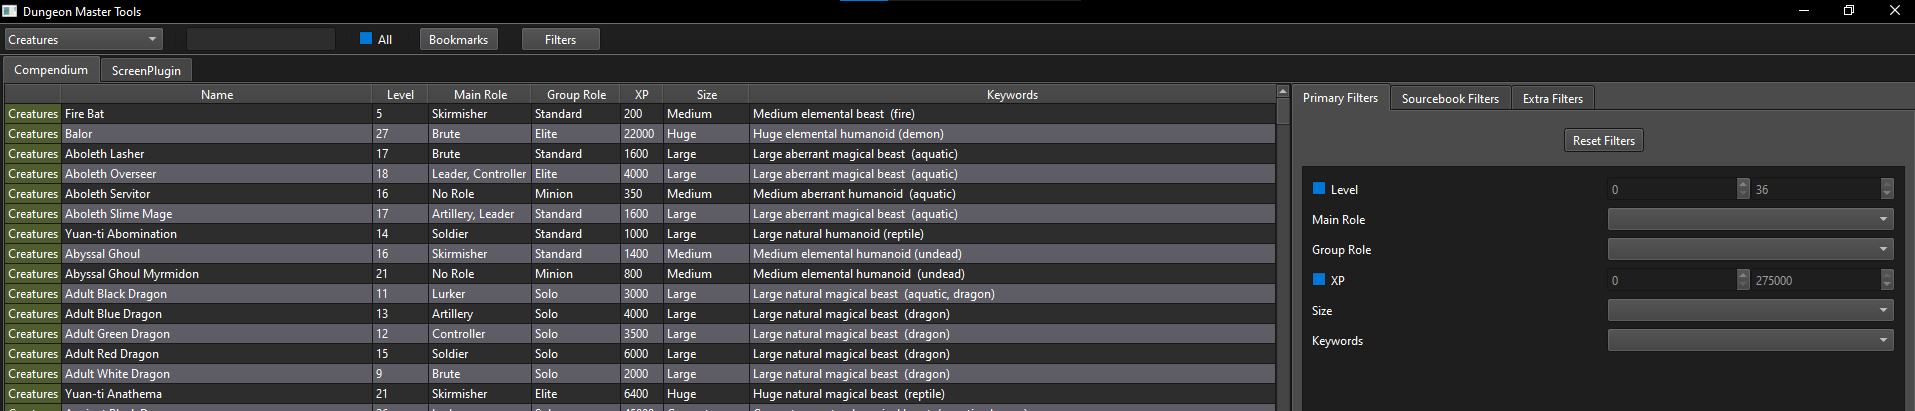 Dungeon Master Tools
Creatures All Bookmarks Filters
Compendium ScreenPlugin
Name Level Main Role Group Role XP Size Keywords
Creatures Fire Bat 5 Skirmisher Standard 200 Medium Medium elemental beast (fire)
Creatures Balor 27 Brute Elite 22000 Huge Huge elemental humanoid (demon)
Creatures Aboleth Lasher 17 Brute Standard 1600 Large Large aberrant magical beast (aquatic)
Creatures Aboleth Overseer 18 Leader, Controller Elite 4000 Large Large aberrant magical beast (aquatic)
Creatures Aboleth Servitor 16 No Role Minion 350 Medium Medium aberrant humanoid (aquatic)
Creatures Aboleth Slime Mage 17 Artillery, Leader Standard 1600 Large Large aberrant magical beast (aquatic)
Creatures Yuan-ti Abomination 14 Soldier Standard 1000 Large Large natural humanoid (reptile)
Creatures Abyssal Ghoul 16 Skirmisher Standard 1400 Medium Medium elemental humanoid (undead)
Creatures Abyssal Ghoul Myrmidon 21 No Role Minion 800 Medium Medium elemental humanoid (undead)
Creatures Adult Black Dragon 11 Lurker Solo 3000 Large Large natural magical beast (aquatic, dragon)
Creatures Adult Blue Dragon 13 Artillery Solo 4000 Large Large natural magical beast (dragon)
Creatures Adult Green Dragon 12 Controller Solo 3500 Large Large natural magical beast (dragon)
Creatures Adult Red Dragon 15 Soldier Solo 6000 Large Large natural magical beast (dragon)
Creatures Adult White Dragon 9 Brute Solo 2000 Large Large natural magical beast (dragon)
Creatures Yuan-ti Anathema 21 Skirmisher Elite 6400 Huge Huge natural magical beast (reptile)
Primary Filters Sourcebook Filters Extra Filters
Reset Filters
Level 0 36
Main Role
Group Role
XP 0 275000
Size
Keywords